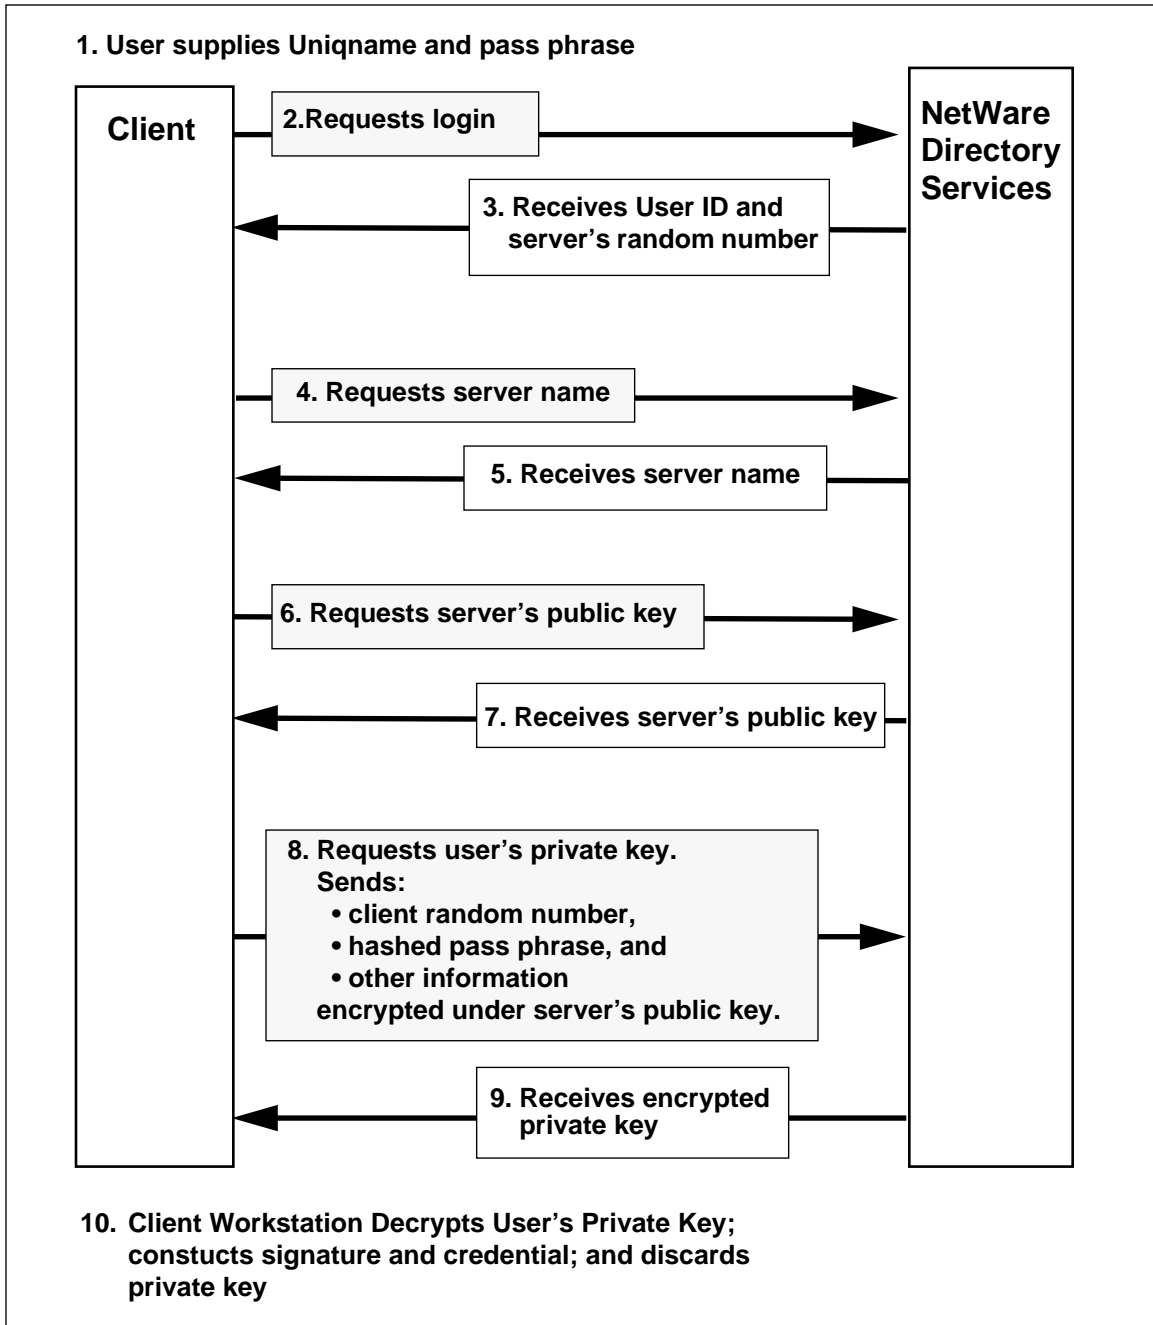 1. User supplies Uniqname and pass phrase
Client
NetWare
Directory
Services
2.Requests login
3. Receives User ID and
server’s random number
4. Requests server name
5. Receives server name
6. Requests server’s public key
7. Receives server’s public key
8. Requests user’s private key.
Sends:
• client random number,
• hashed pass phrase, and
• other information
encrypted under server’s public key.
9. Receives encrypted
private key
10. Client Workstation Decrypts User’s Private Key;
constucts signature and credential; and discards
private key